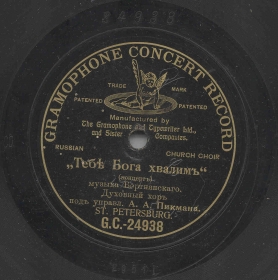 GRAMOPHONE CONCERT RECORD
TRADE MARK
PATENTED PATENTED
Manufactured by
The Gramophone and Typewriter Ltd.,
and Sister Companies.
RUSSIAN CHURCH CHOIR
„Тебѣ Бога хвалимъ“
музыка Бортнянскаго.
Духовный хоръ
подъ управл. А. А.
ST. PETERSBURG.
G.C.-24938